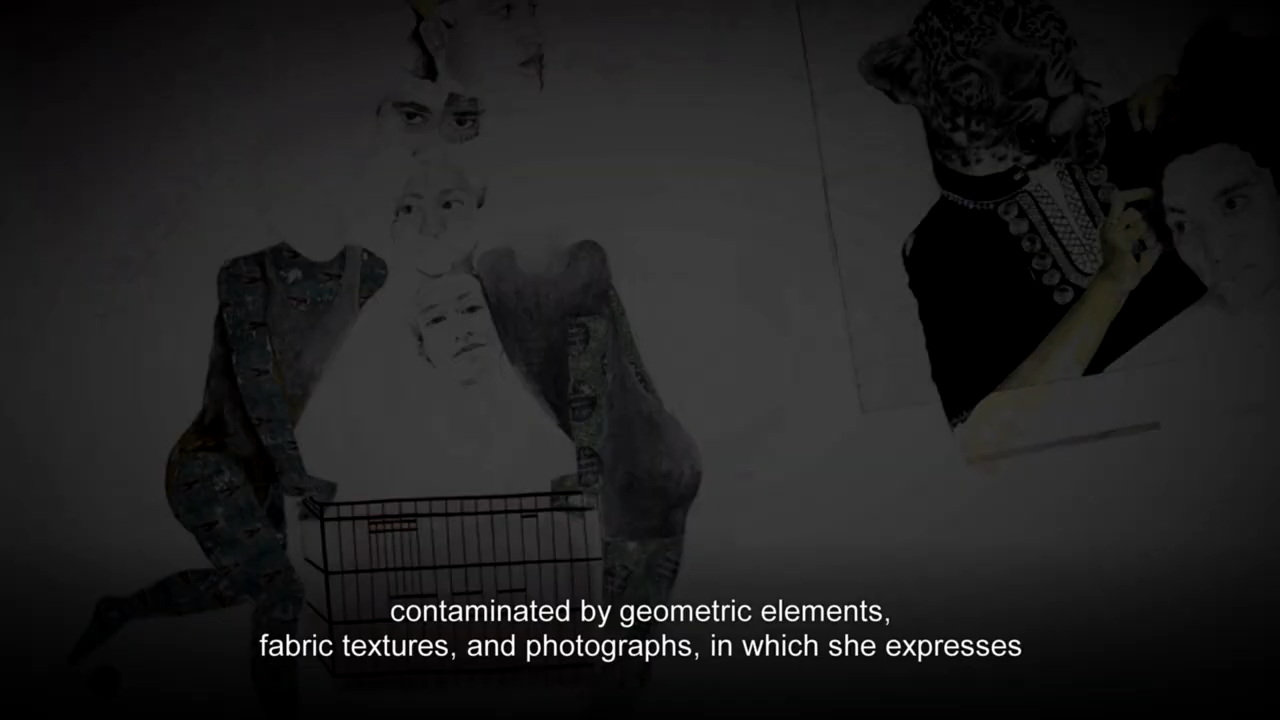 contaminated by geometric elements,
fabric textures, and photographs, in which she expresses